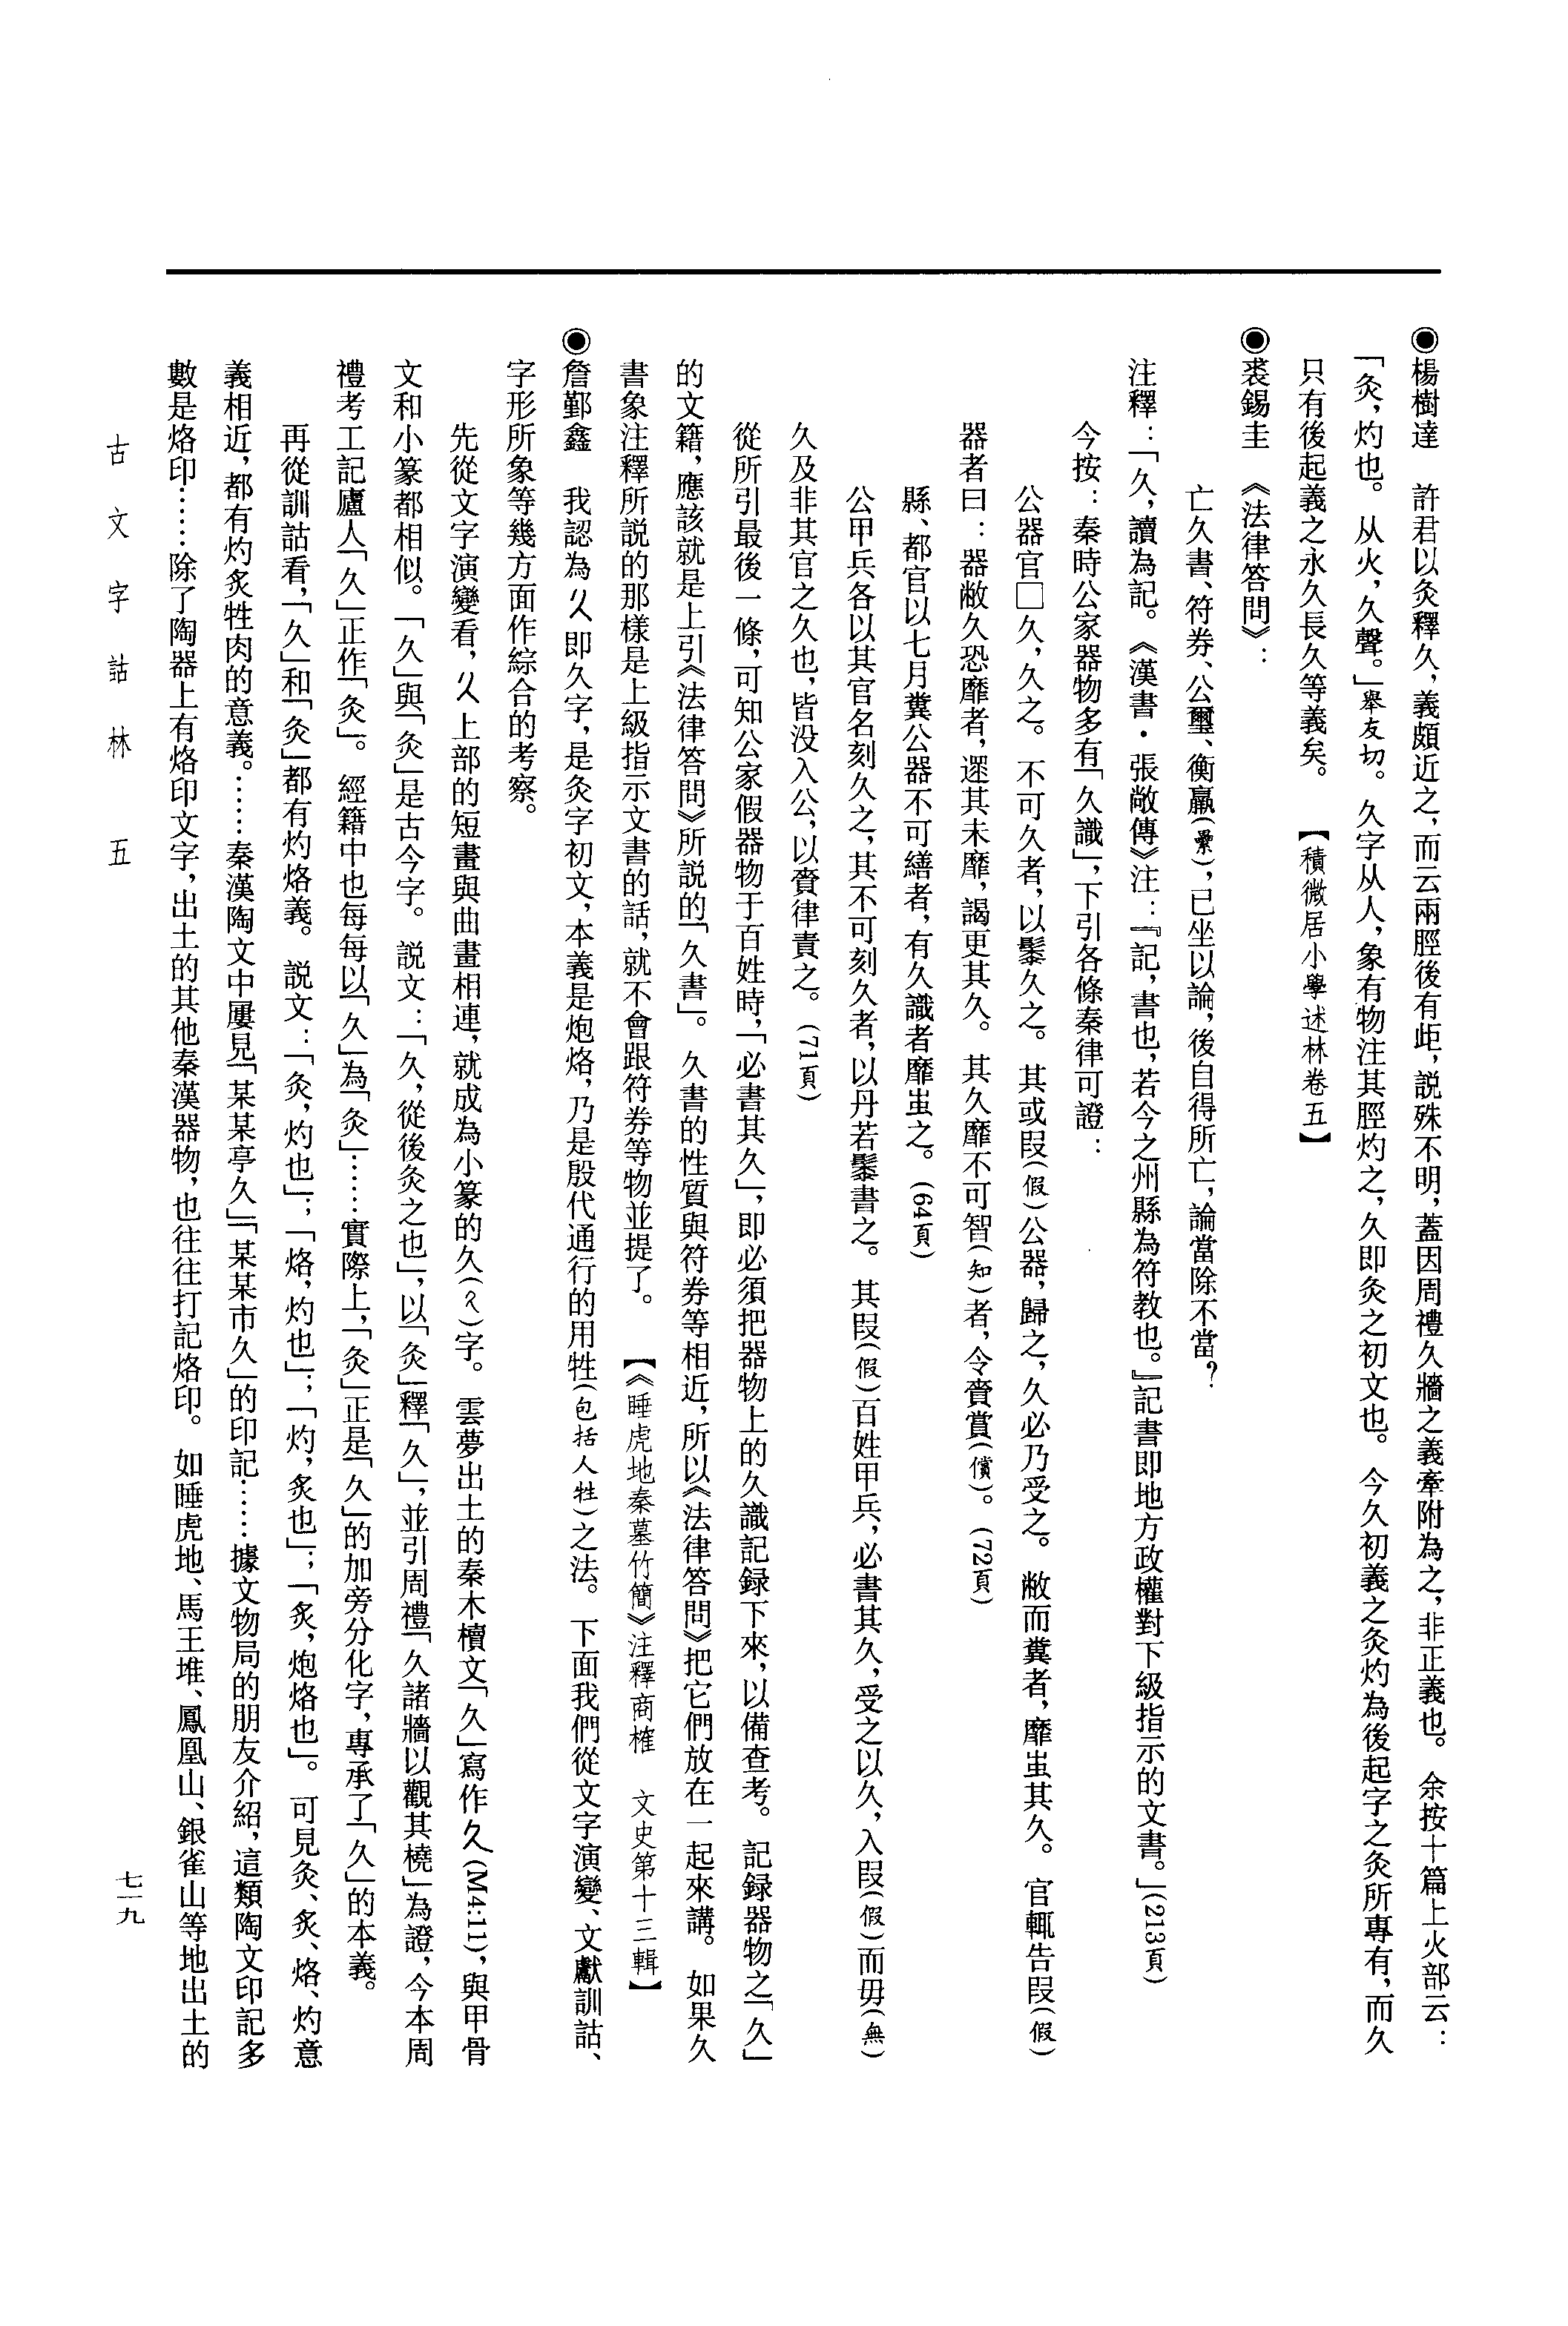 ◉楊樹達　許君以灸釋久，義頗近之，而云兩脛後有歫，説殊不明，蓋因周禮久牆之義牽附為之，非正義也。余按十篇上火部云：
「灸，灼也。从火，久聲。」舉友切。久字从人，象有物注其脛灼之，久即灸之初文也。今久初義之灸灼為後起字之灸所專有，而久
只有後起義之永久長久等義矣。　【積微居小學述林卷五】
◉裘錫圭　《法律答問》：
亡久書、符券、公璽、衡羸（纍），已坐以論，後自得所亡，論當除不當？
注釋：「久，讀為記。《漢書·張敞傳》注：『記，書也，若今之州縣為符教也。』記書即地方政權對下級指示的文書。」（213頁）
今按：秦時公家器物多有「久識」，下引各條秦律可證：
公器官□久，久之。不可久者，以髹久之。其或叚（假）公器，歸之，久必乃受之。敝而糞者，靡蚩其久。官輒告叚（假）
器者曰：器敝久恐靡者，遝其未靡，謁更其久。其久靡不可智（知）者，令賫賞（償）。（72頁）
縣、都官以七月糞公器不可繕者，有久識者靡蚩之。（64頁）
公甲兵各以其官名刻久之，其不可刻久者，以丹若髹書之。其叚（假）百姓甲兵，必書其久，受之以久，入叚（假）而毋（無）
久及非其官之久也，皆没入公，以賫律責之。（71頁）
從所引最後一條，可知公家假器物于百姓時，「必書其久」，即必須把器物上的久識記録下來，以備查考。記録器物之「久」
的文籍，應該就是上引《法律答問》所説的「久書」。久書的性質與符券等相近，所以《法律答問》把它們放在一起來講。如果久
書象注釋所説的那樣是上級指示文書的話，就不會跟符券等物並提了。　【《睡虎地秦墓竹簡》注釋商榷　文史第十三輯】
◉詹鄞鑫　我認為即久字，是灸字初文，本義是炮烙，乃是殷代通行的用牲（包括人牲）之法。下面我們從文字演變、文獻訓詁、
字形所象等幾方面作綜合的考察。
先從文字演變看，上部的短畫與曲畫相連，就成為小篆的久（）字。雲夢出土的秦木牘文「久」寫作久（M4:11），與甲骨
文和小篆都相似。「久」與「灸」是古今字。説文：「久，從後灸之也」，以「灸」釋「久」，並引周禮「久諸牆以觀其橈」為證，今本周
禮考工記廬人「久」正作「灸」。經籍中也每每以「久」為「灸」……實際上，「灸」正是「久」的加旁分化字，專承了「久」的本義。
再從訓詁看，「久」和「灸」都有灼烙義。説文：「灸，灼也」；「烙，灼也」；「灼，炙也」；「炙，炮烙也」。可見灸、炙、烙、灼意
義相近，都有灼炙牲肉的意義。……秦漢陶文中屢見「某某亭久」「某某市久」的印記……據文物局的朋友介紹，這類陶文印記多
數是烙印……除了陶器上有烙印文字，出土的其他秦漢器物，也往往打記烙印。如睡虎地、馬王堆、鳳凰山、銀雀山等地出土的
古文字詁林　五
七一九